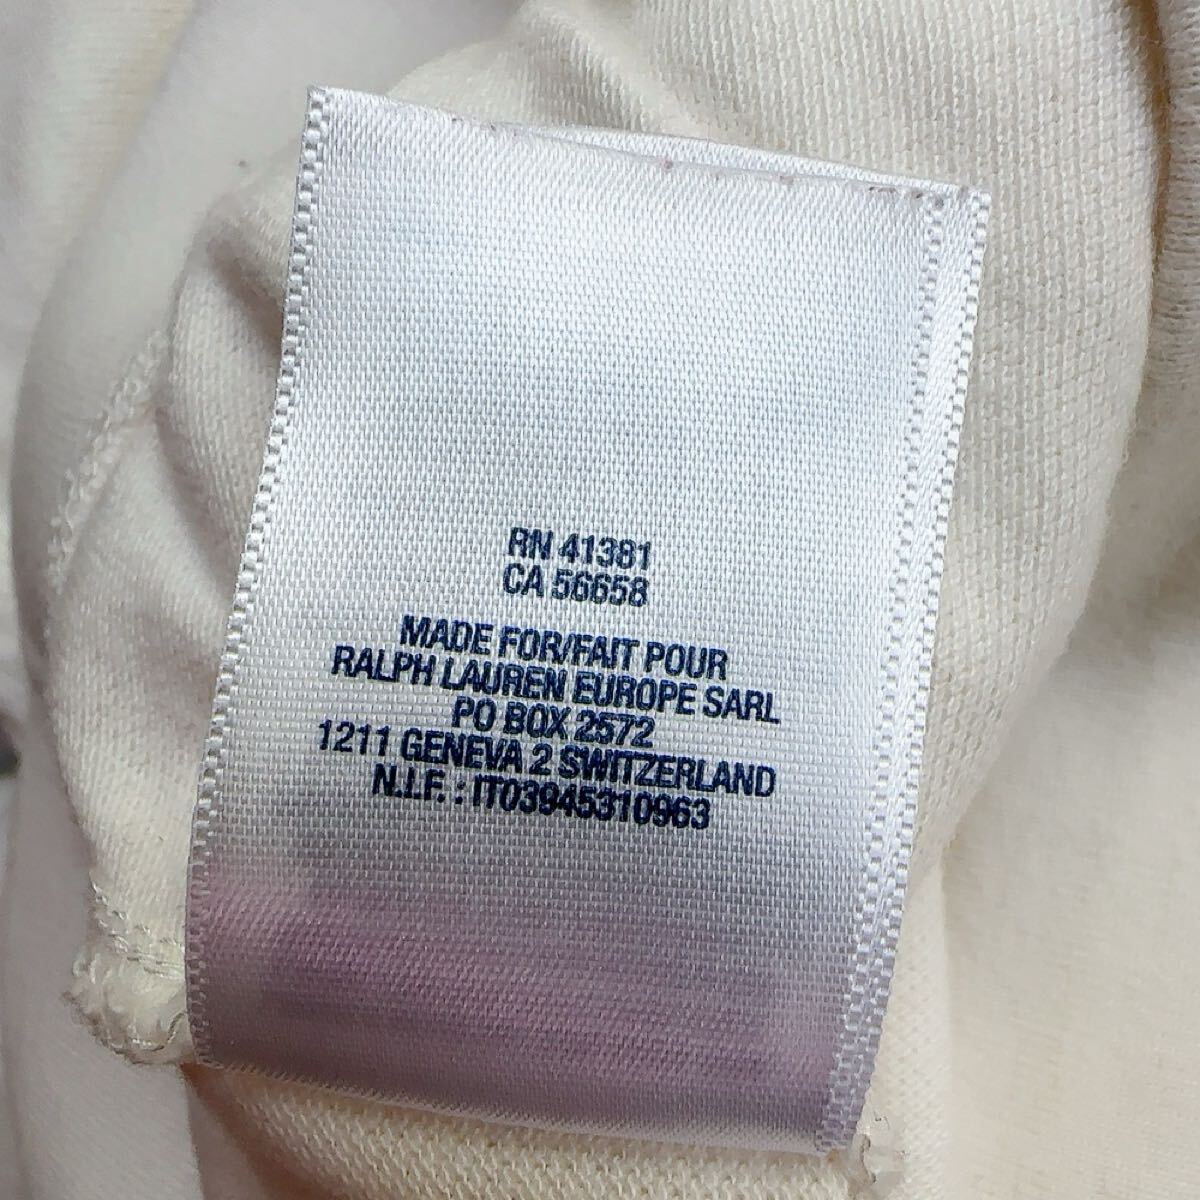 RN 41381
CA 56658
MADE FOR/FAIT POUR
RALPH LAUREN EUROPE SARL
PO BOX 2572
1211 GENEVA 2 SWITZERLAND
N.I.F. : IT03945310963